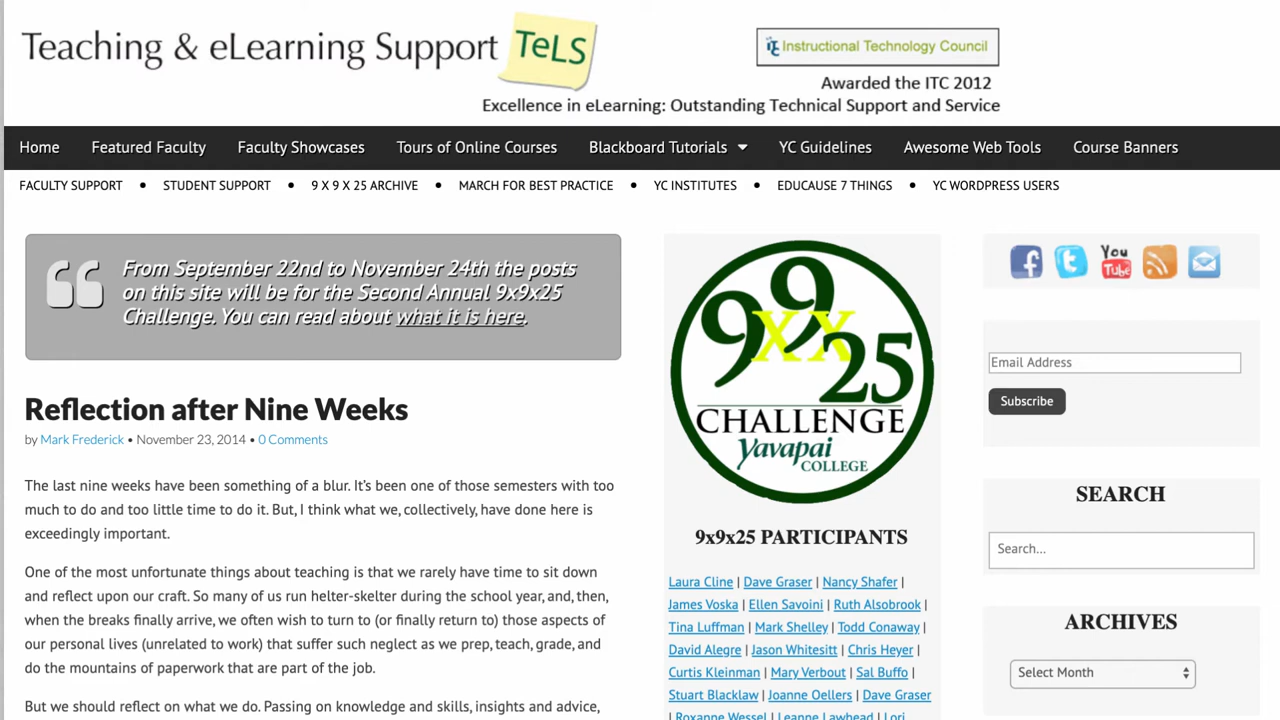 Teaching & eLearning Support TeLS
Instructional Technology Council
Awarded the ITC 2012
Excellence in eLearning: Outstanding Technical Support and Service
Home Featured Faculty Faculty Showcases Tours of Online Courses Blackboard Tutorials YC Guidelines Awesome Web Tools Course Banners
FACULTY SUPPORT • STUDENT SUPPORT • 9 X 9 X 25 ARCHIVE • MARCH FOR BEST PRACTICE • YC INSTITUTES • EDUCAUSE 7 THINGS • YC WORDPRESS USERS
From September 22nd to November 24th the posts
on this site will be for the Second Annual 9x9x25
Challenge. You can read about what it is here.
Reflection after Nine Weeks
by Mark Frederick • November 23, 2014 • 0 Comments
The last nine weeks have been something of a blur. It's been one of those semesters with too
much to do and too little time to do it. But, I think what we, collectively, have done here is
exceedingly important.
One of the most unfortunate things about teaching is that we rarely have time to sit down
and reflect upon our craft. So many of us run helter-skelter during the school year, and, then,
when the breaks finally arrive, we often wish to turn to (or finally return to) those aspects of
our personal lives (unrelated to work) that suffer such neglect as we prep, teach, grade, and
do the mountains of paperwork that are part of the job.
But we should reflect on what we do. Passing on knowledge and skills, insights and advice,
9x9x25
CHALLENGE
Yavapai
COLLEGE
9x9x25 PARTICIPANTS
Laura Cline | Dave Graser | Nancy Shafer |
James Voska | Ellen Savoini | Ruth Alsobrook |
Tina Luffman | Mark Shelley | Todd Conaway |
David Alegre | Jason Whitesitt | Chris Heyer |
Curtis Kleinman | Mary Verbout | Sal Buffo |
Stuart Blacklaw | Joanne Oellers | Dave Graser
| Roxanne Wessel | Leanne Lawhead | Lori
You
Tube
Email Address
Subscribe
SEARCH
Search...
ARCHIVES
Select Month